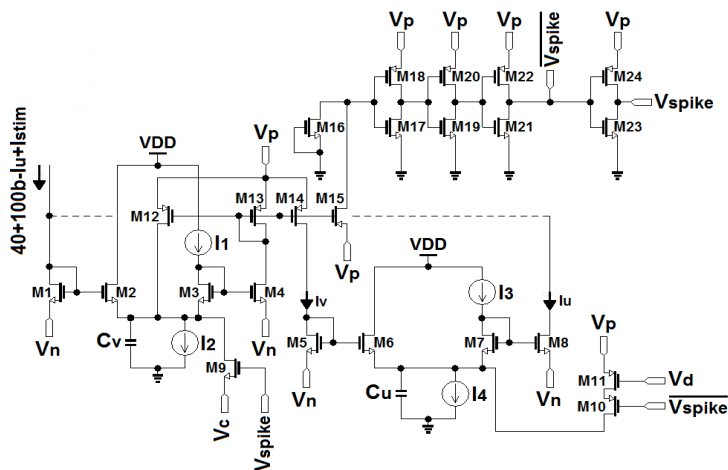 Vp Vp Vp Vspike Vp
M18 M20 M22 M24
Vspike
M16 M17 M19 M21 M23
40+100b-Iu+Istim
VDD Vp
M12 M13 M14 M15
I1 Vp
VDD
M1 M2 M3 M4 Iv I3 Iu
Vn Cv I2 Vn M5 M6 M7 M8 Vp
M9 Vn Cu I4 Vn M11 Vd
M10 Vspike
Vc Vspike